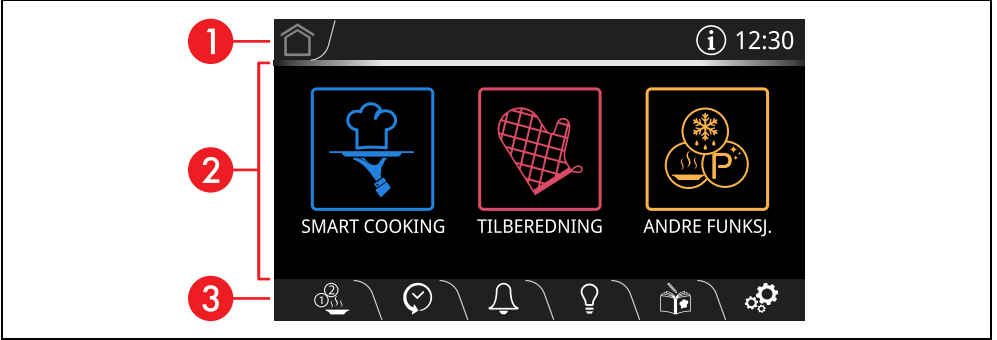 1
12:30
2
SMART COOKING
TILBEREDNING
ANDRE FUNKSJ.
3